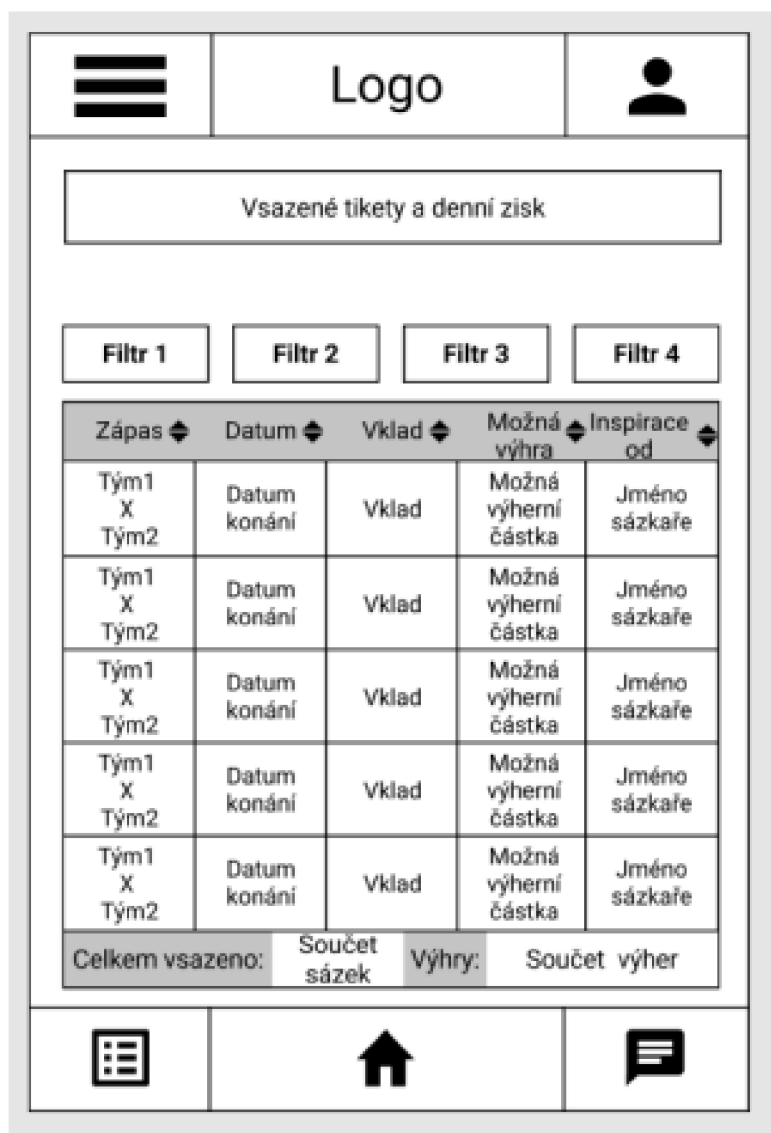 Logo
Vsazené tikety a denní zisk
Filtr 1 Filtr 2 Filtr 3 Filtr 4
Zápas Datum Vklad Možná výhra Inspirace od
Tým1 X Tým2 Datum konání Vklad Možná výherní částka Jméno sázkaře
Tým1 X Tým2 Datum konání Vklad Možná výherní částka Jméno sázkaře
Tým1 X Tým2 Datum konání Vklad Možná výherní částka Jméno sázkaře
Tým1 X Tým2 Datum konání Vklad Možná výherní částka Jméno sázkaře
Tým1 X Tým2 Datum konání Vklad Možná výherní částka Jméno sázkaře
Celkem vsazeno: Součet sázek Výhry: Součet výher